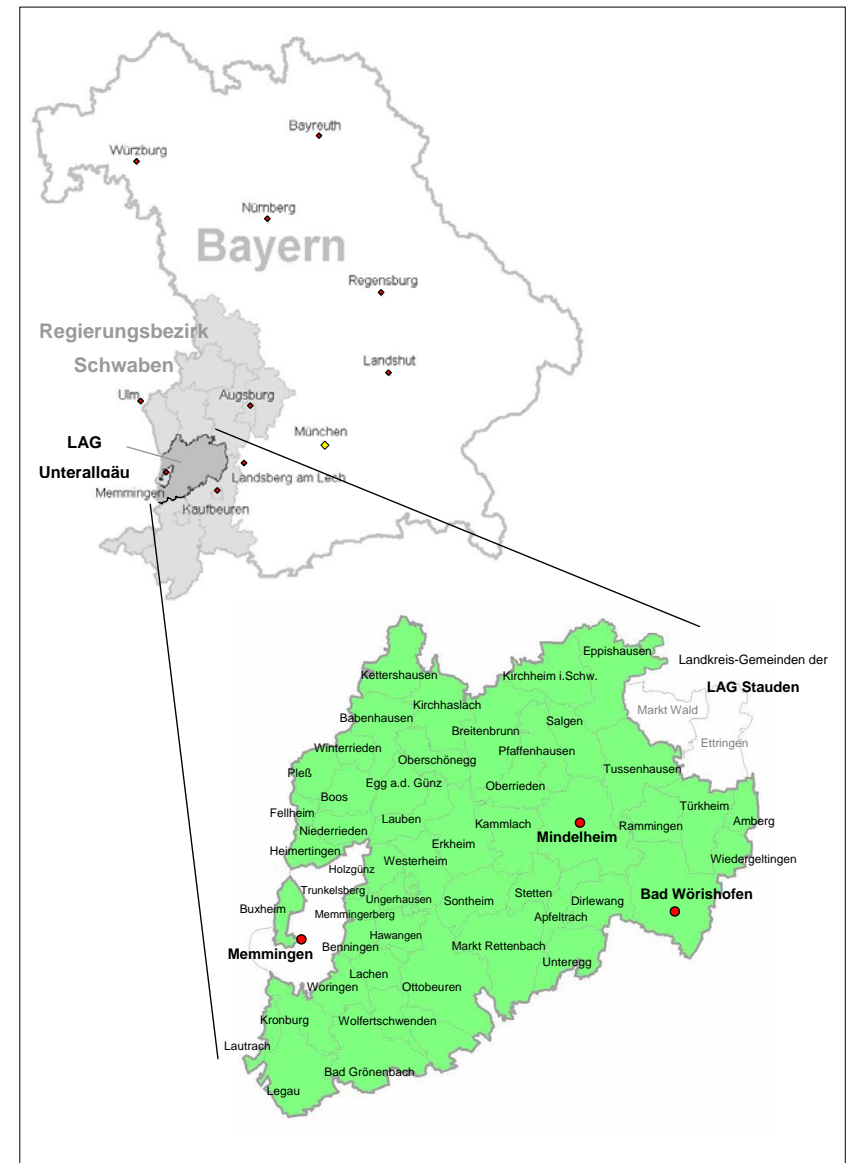 Bayreuth
Würzburg
Nürnberg
Bayern
Regensburg
Regierungsbezirk
Schwaben
Landshut
Ulm
Augsburg
München
LAG
Unterallgäu
Landsberg am Lech
Memmingen
Kaufbeuren
Eppishausen
Landkreis-Gemeinden der
LAG Stauden
Kettershausen
Kirchheim i.Schw.
Kirchhaslach
Markt Wald
Babenhausen
Salgen
Breitenbrunn
Ettringen
Winterrieden
Pfaffenhausen
Oberschönegg
Tussenhausen
Pleß
Egg a.d. Günz
Oberrieden
Boos
Türkheim
Fellheim
Lauben
Kammlach
Rammingen
Amberg
Niederrieden
Mindelheim
Erkheim
Heimertingen
Westerheim
Wiedergeltingen
Holzgünz
Trunkelsberg
Ungerhausen
Sontheim
Stetten
Dirlewang
Bad Wörishofen
Buxheim
Memmingerberg
Apfeltrach
Hawangen
Memmingen
Benningen
Markt Rettenbach
Unteregg
Lachen
Woringen
Ottobeuren
Kronburg
Wolfertschwenden
Lautrach
Bad Grönenbach
Legau